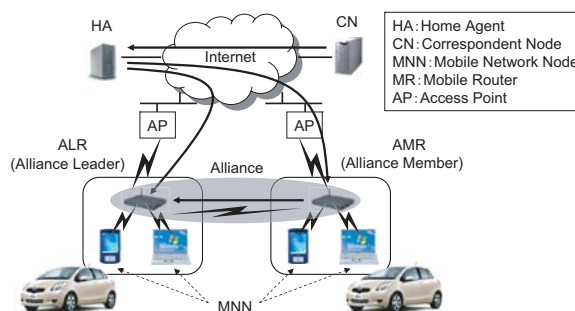 HA
CN
Internet
HA：Home Agent
CN：Correspondent Node
MNN：Mobile Network Node
MR：Mobile Router
AP：Access Point
AP
AP
ALR
(Alliance Leader)
AMR
(Alliance Member)
Alliance
MNN